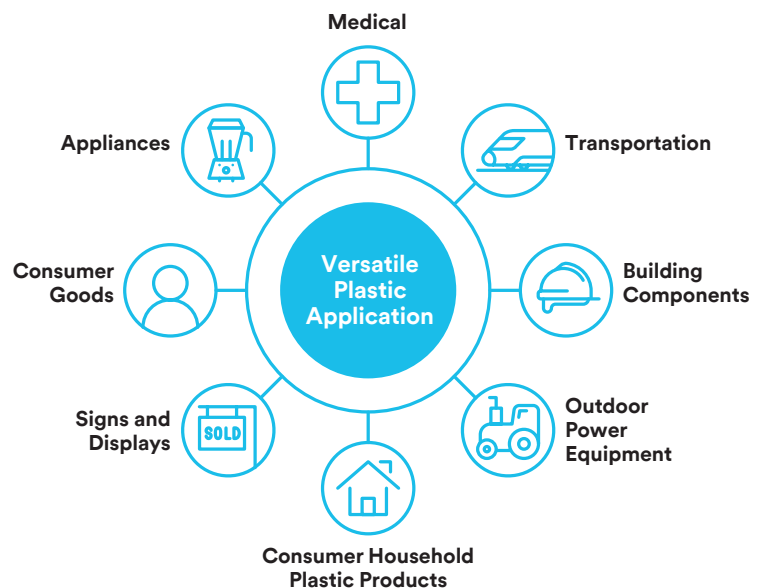 Medical
Appliances
Transportation
Consumer
Goods
Versatile
Plastic
Application
Building
Components
Signs and
Displays
SOLD
Outdoor
Power
Equipment
Consumer Household
Plastic Products